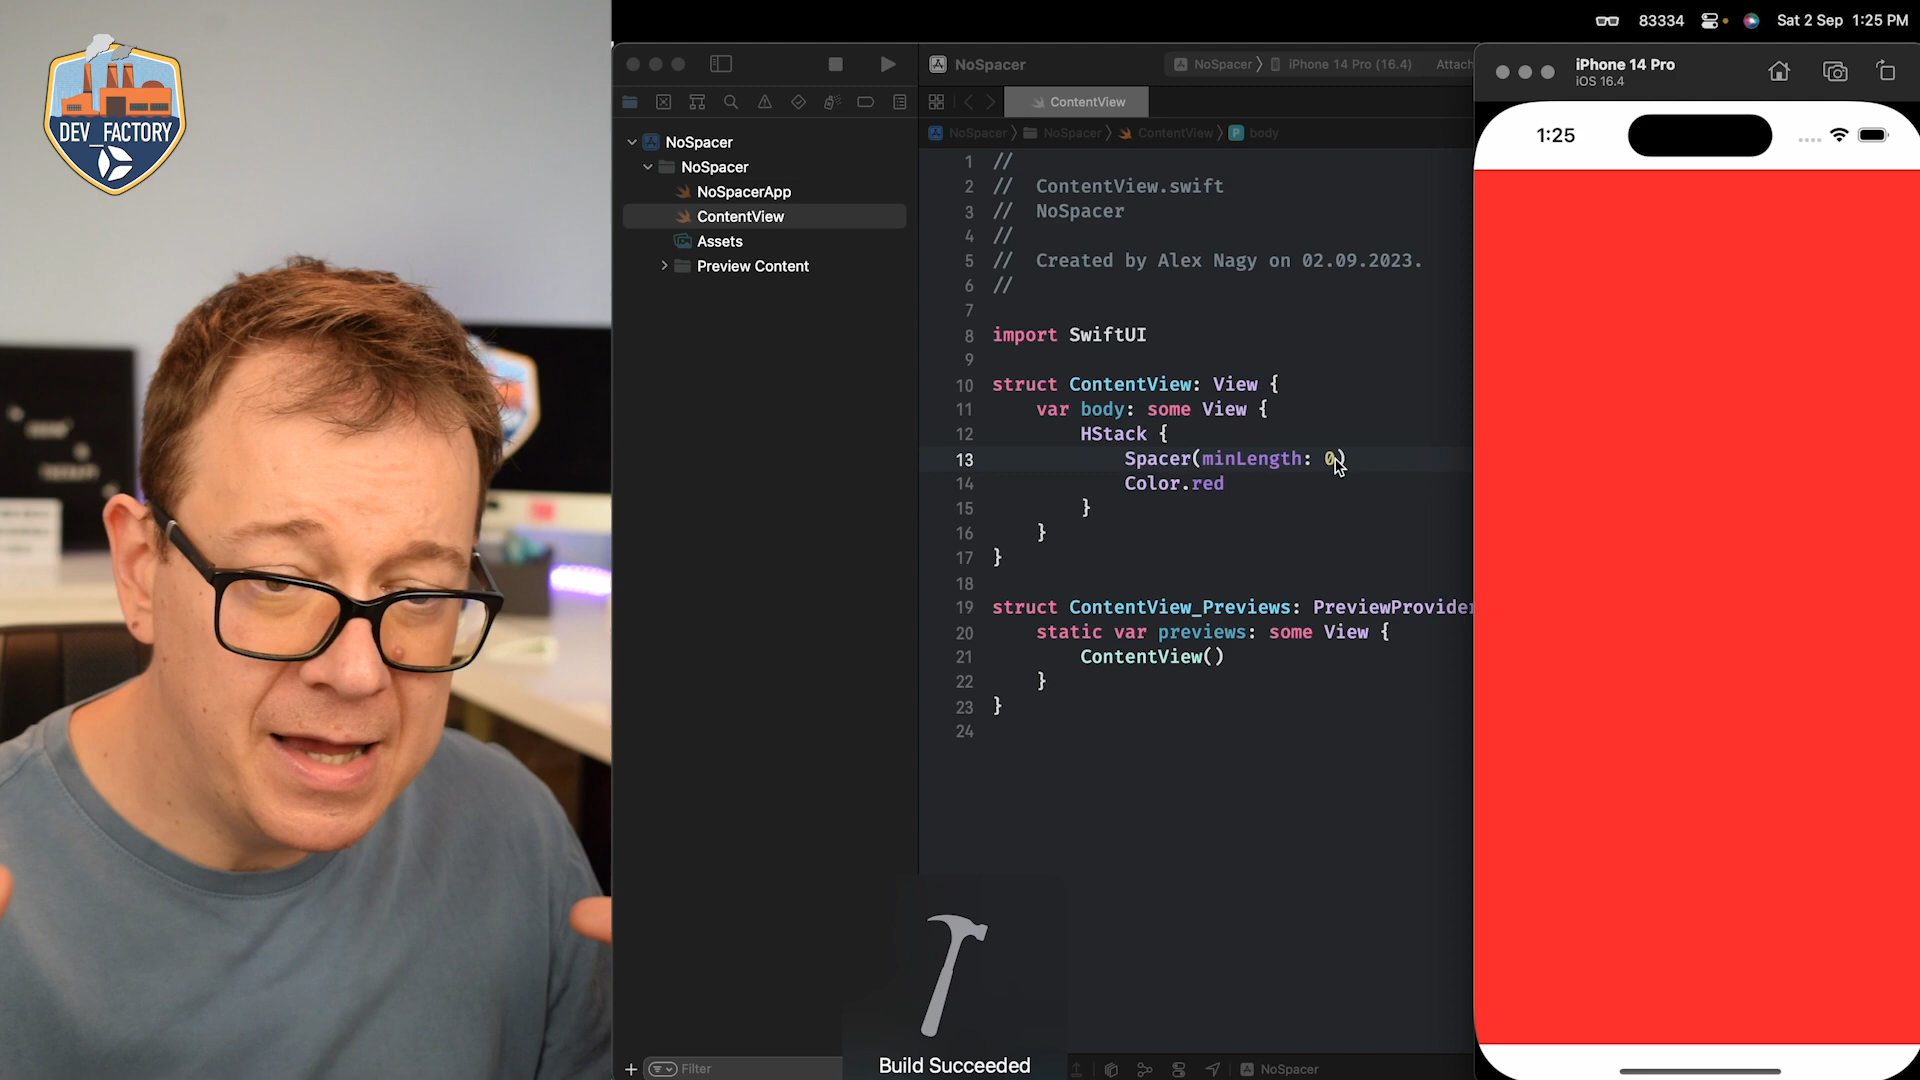 83334 Sat 2 Sep 1:25 PM
DEV_FACTORY
NoSpacer
NoSpacer
NoSpacerApp
ContentView
Assets
Preview Content
Filter
NoSpacer
NoSpacer iPhone 14 Pro (16.4) Attach
ContentView
NoSpacer NoSpacer ContentView P body
1 //
2 // ContentView.swift
3 // NoSpacer
4 //
5 // Created by Alex Nagy on 02.09.2023.
6 //
7
8 import SwiftUI
9
10 struct ContentView: View {
11 var body: some View {
12 HStack {
13 Spacer(minLength: 0)
14 Color.red
15 }
16 }
17 }
18
19 struct ContentView_Previews: PreviewProvider
20 static var previews: some View {
21 ContentView()
22 }
23 }
24
Build Succeeded
NoSpacer
iPhone 14 Pro
iOS 16.4
1:25